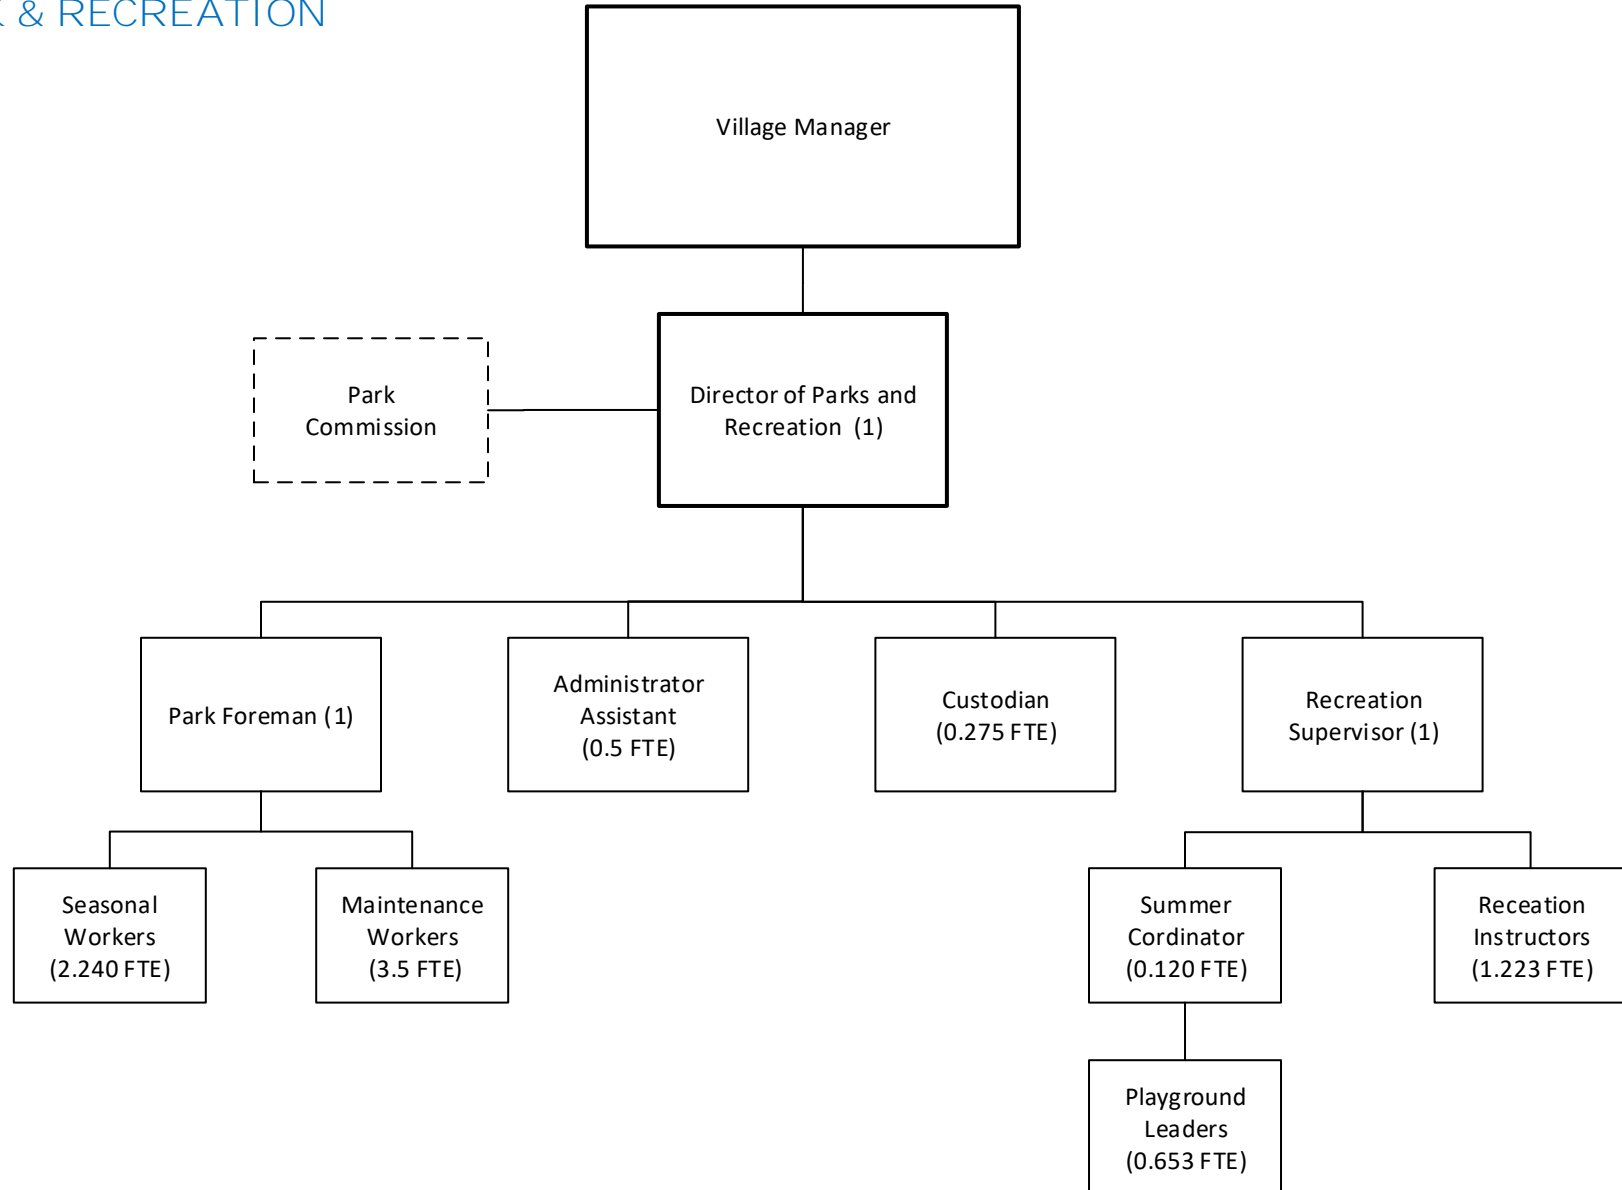 & RECREATION
Village Manager
Park
Commission
Director of Parks and
Recreation (1)
Park Foreman (1)
Administrator
Assistant
(0.5 FTE)
Custodian
(0.275 FTE)
Recreation
Supervisor (1)
Seasonal
Workers
(2.240 FTE)
Maintenance
Workers
(3.5 FTE)
Summer
Cordinator
(0.120 FTE)
Receation
Instructors
(1.223 FTE)
Playground
Leaders
(0.653 FTE)